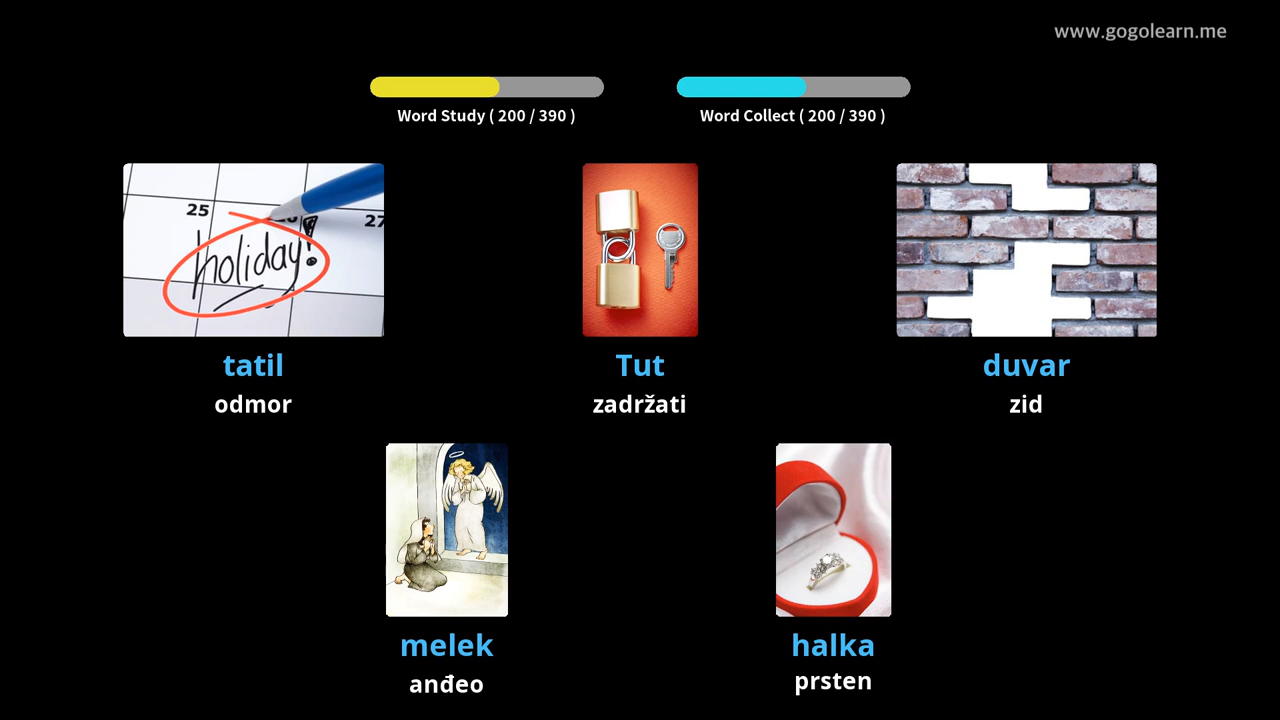 www.gogolearn.me
Word Study ( 200 / 390 )
Word Collect ( 200 / 390 )
25
27
holiday!
tatil
odmor
Tut
zadržati
duvar
zid
melek
anđeo
halka
prsten